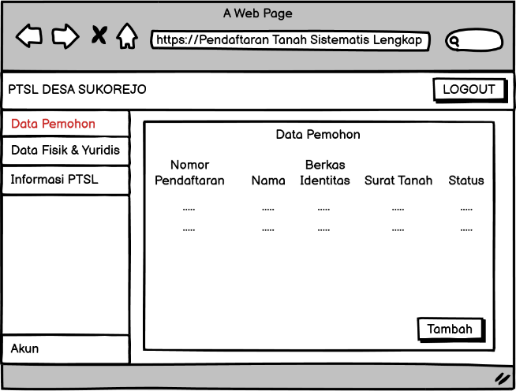 A Web Page
https://Pendaftaran Tanah Sistematis Lengkap
PTSL DESA SUKOREJO
LOGOUT
Data Pemohon
Data Fisik & Yuridis
Informasi PTSL
Akun
Data Pemohon
Nomor Pendaftaran Nama Berkas Identitas Surat Tanah Status
..... ..... ..... ..... .....
..... ..... ..... ..... .....
Tambah